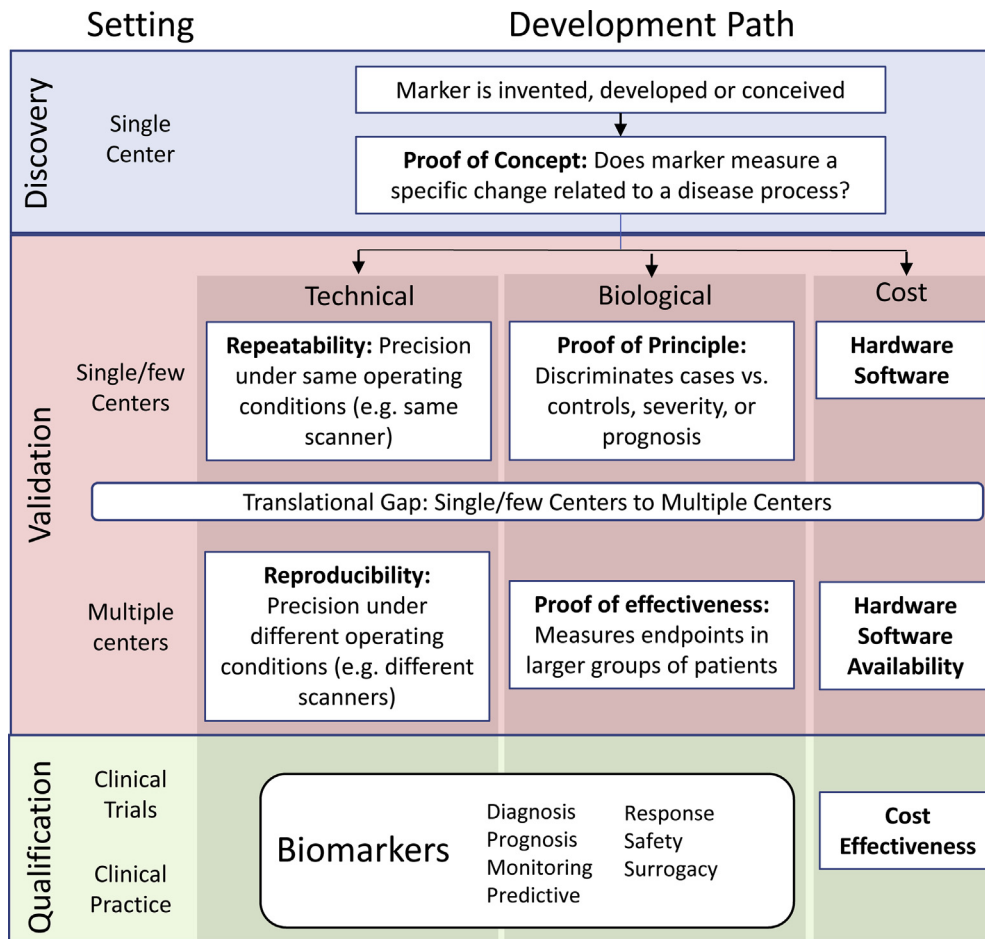 Setting
Development Path
Discovery
Single
Center
Marker is invented, developed or conceived
Proof of Concept: Does marker measure a
specific change related to a disease process?
Validation
Technical
Biological
Cost
Single/few
Centers
Repeatability: Precision
under same operating
conditions (e.g. same
scanner)
Proof of Principle:
Discriminates cases vs.
controls, severity, or
prognosis
Hardware
Software
Translational Gap: Single/few Centers to Multiple Centers
Multiple
centers
Reproducibility:
Precision under
different operating
conditions (e.g. different
scanners)
Proof of effectiveness:
Measures endpoints in
larger groups of patients
Hardware
Software
Availability
Qualification
Clinical
Trials
Clinical
Practice
Biomarkers
Diagnosis
Prognosis
Monitoring
Predictive
Response
Safety
Surrogacy
Cost
Effectiveness